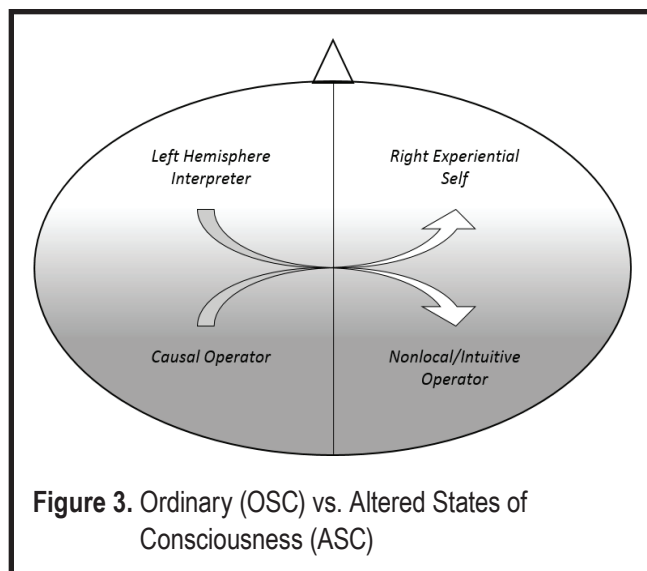 Left Hemisphere
Interpreter
Right Experiential
Self
Causal Operator
Nonlocal/Intuitive
Operator
Figure 3. Ordinary (OSC) vs. Altered States of
Consciousness (ASC)